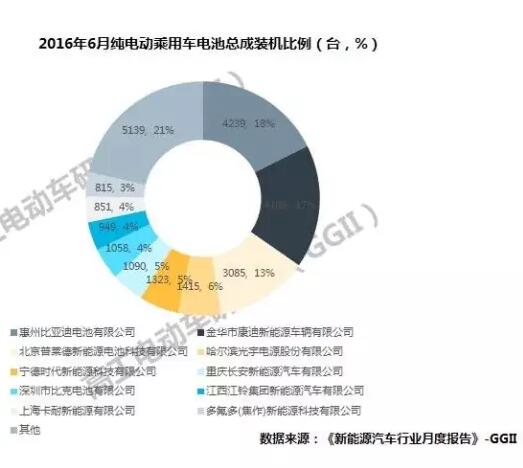 2016年6月纯电动乘用车电池总成装机比例（台，%）
5139, 21%
4239, 18%
815, 3%
851, 4%
949, 4%
1058, 4%
1090, 5%
1323, 5%
1415, 6%
3085, 13%
17%
惠州比亚迪电池有限公司
金华市康迪新能源车辆有限公司
北京普莱德新能源电池科技有限公司
哈尔滨光宇电源股份有限公司
宁德时代新能源科技有限公司
重庆长安新能源汽车有限公司
深圳市比克电池有限公司
江西江铃集团新能源汽车有限公司
上海卡耐新能源有限公司
多氟多(焦作)新能源科技有限公司
其他
数据来源：《新能源汽车行业月度报告》-GGII